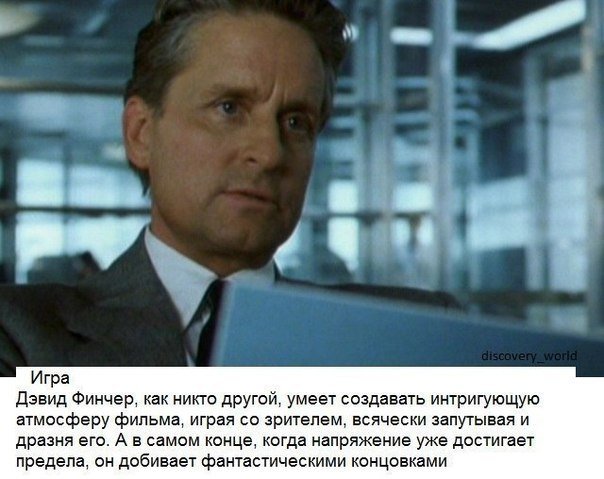 discovery_world
Игра
Дэвид Финчер, как никто другой, умеет создавать интригующую
атмосферу фильма, играя со зрителем, всячески запутывая и
дразня его. А в самом конце, когда напряжение уже достигает
предела, он добивает фантастическими концовками